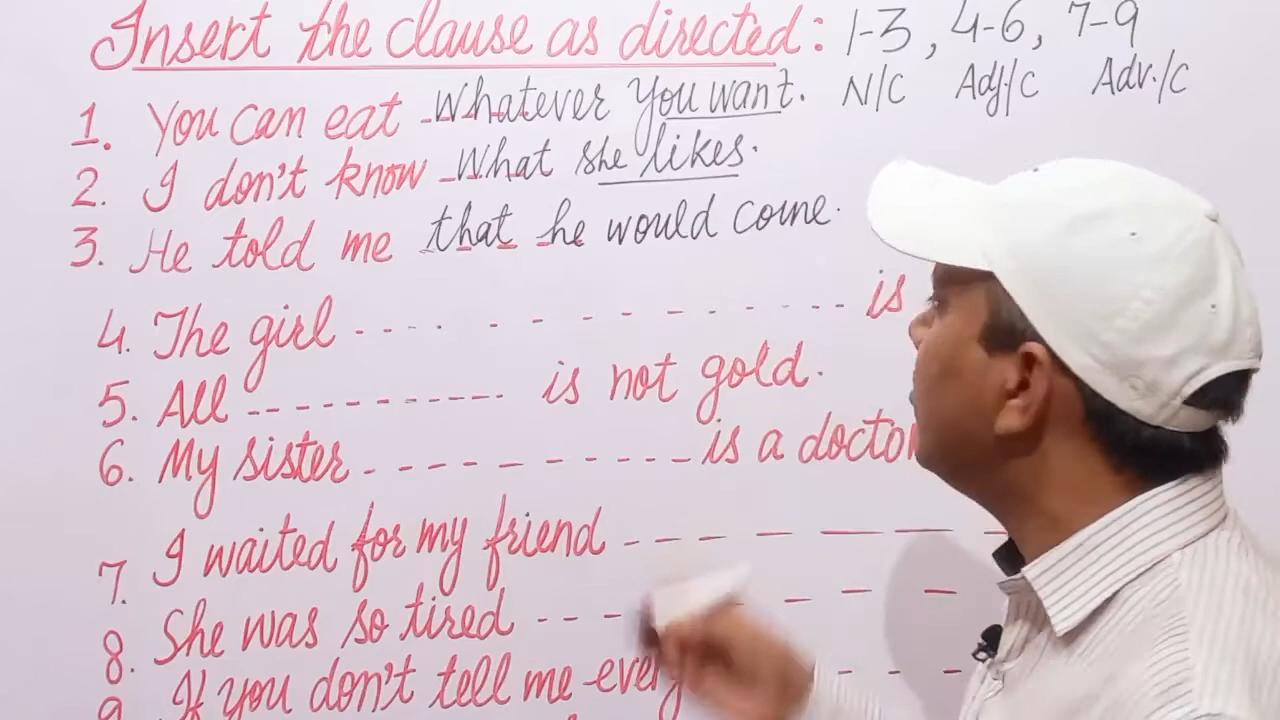 Insert the clause as directed: 1-3, 4-6, 7-9
N/C Adj./C Adv./C
1. You can eat whatever you want.
2. I don't know what she likes.
3. He told me that he would come.
4. The girl ---- - - - - - - - - is
5. All ----------- is not gold.
6. My sister ----------- is a
7. I waited for my friend --- - - - -
8. She was so tired --- - - - -
9. If you don't tell me - -